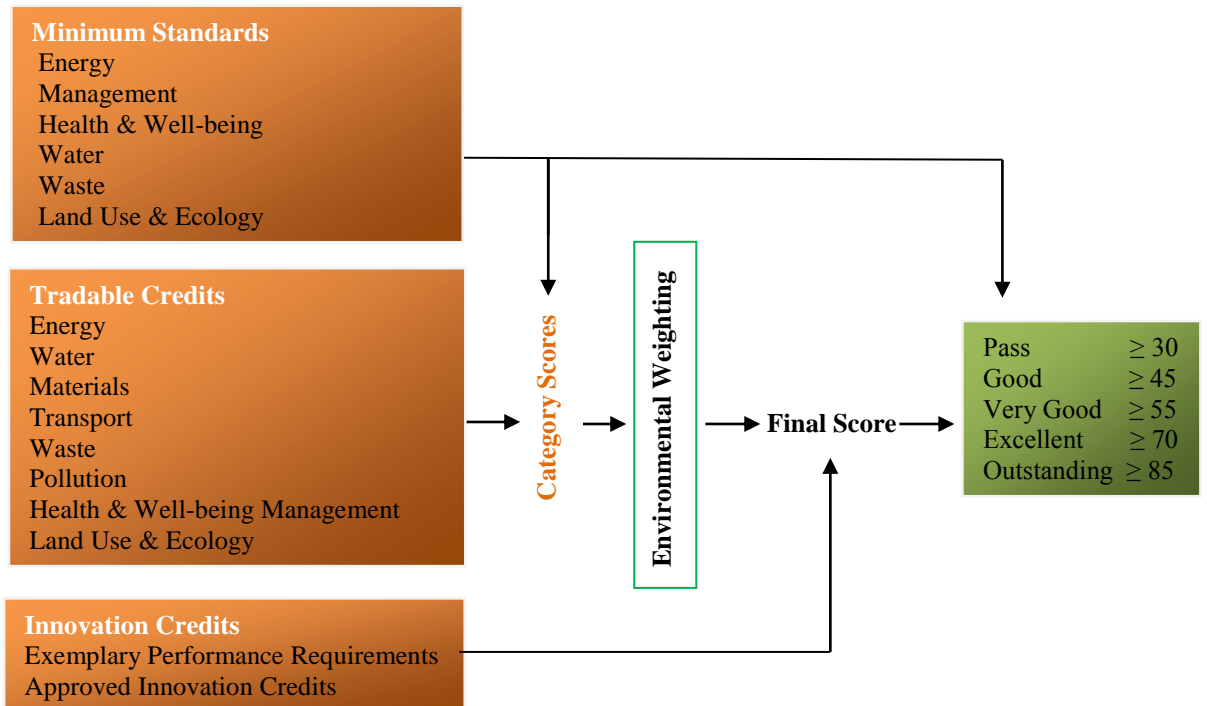 Minimum Standards
Energy
Management
Health & Well-being
Water
Waste
Land Use & Ecology
Tradable Credits
Energy
Water
Materials
Transport
Waste
Pollution
Health & Well-being Management
Land Use & Ecology
Innovation Credits
Exemplary Performance Requirements
Approved Innovation Credits
Category Scores
Environmental Weighting
Final Score
Pass ≥ 30
Good ≥ 45
Very Good ≥ 55
Excellent ≥ 70
Outstanding ≥ 85